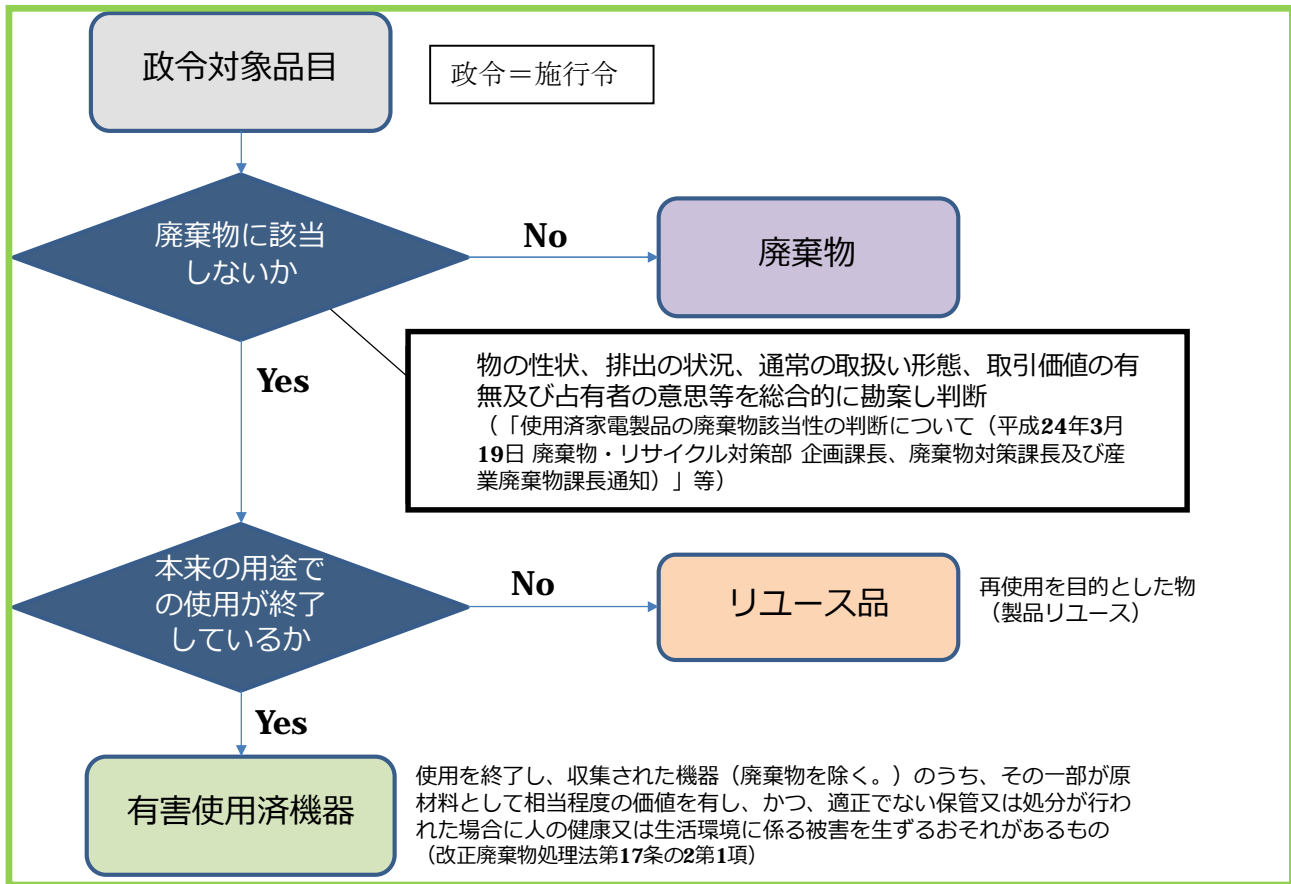 政令対象品目
政令＝施行令
廃棄物に該当
しないか
No
廃棄物
Yes
物の性状、排出の状況、通常の取扱い形態、取引価値の有
無及び占有者の意思等を総合的に勘案し判断
（「使用済家電製品の廃棄物該当性の判断について（平成24年3月
19日 廃棄物・リサイクル対策部 企画課長、廃棄物対策課長及び産
業廃棄物課長通知）」等）
本来の用途で
の使用が終了
しているか
No
リユース品
再使用を目的とした物
（製品リユース）
Yes
有害使用済機器
使用を終了し、収集された機器（廃棄物を除く。）のうち、その一部が原
材料として相当程度の価値を有し、かつ、適正でない保管又は処分が行わ
れた場合に人の健康又は生活環境に係る被害を生ずるおそれがあるもの
（改正廃棄物処理法第17条の2第1項）